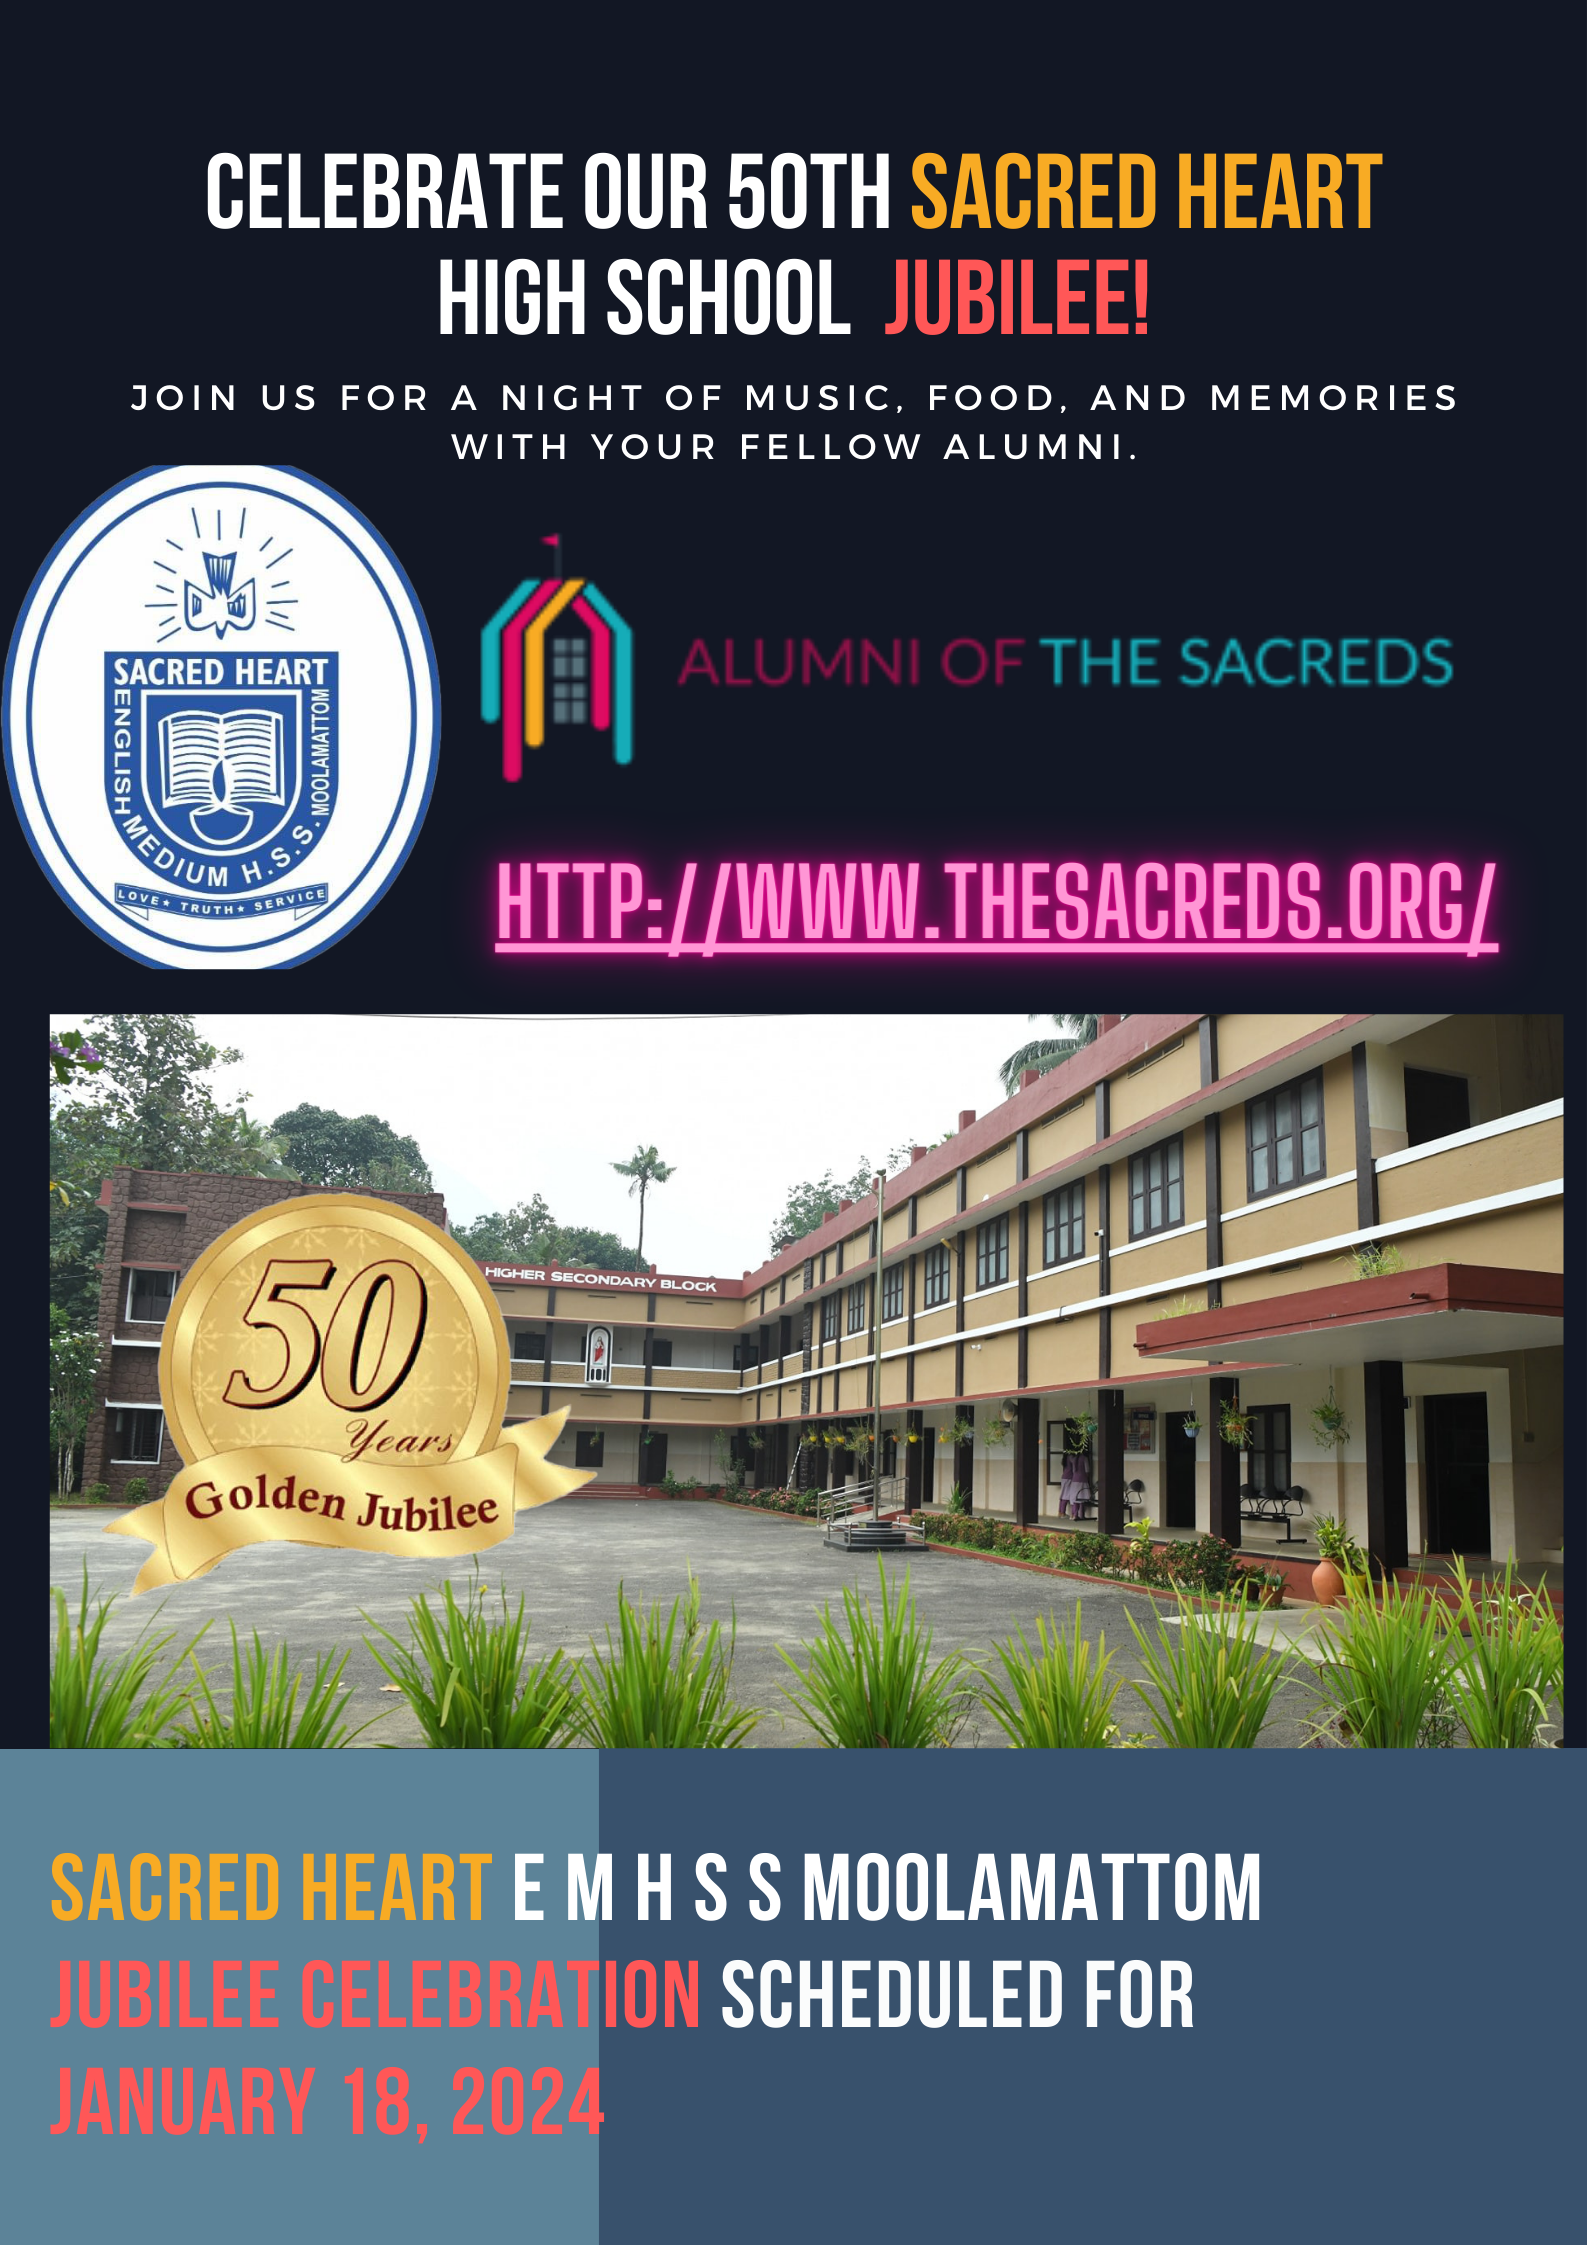 CELEBRATE OUR 50TH SACRED HEART
HIGH SCHOOL JUBILEE!
JOIN US FOR A NIGHT OF MUSIC, FOOD, AND MEMORIES
WITH YOUR FELLOW ALUMNI.
SACRED HEART
ENGLISH MEDIUM H.S.S. MOOLAMATTOM
LOVE★ TRUTH★ SERVICE
ALUMNI OF THE SACREDS
HTTP://WWW.THESACREDS.ORG/
HIGHER SECONDARY BLOCK
50
Years
Golden Jubilee
SACRED HEART E M H S S MOOLAMATTOM
JUBILEE CELEBRATION SCHEDULED FOR
JANUARY 18, 2024